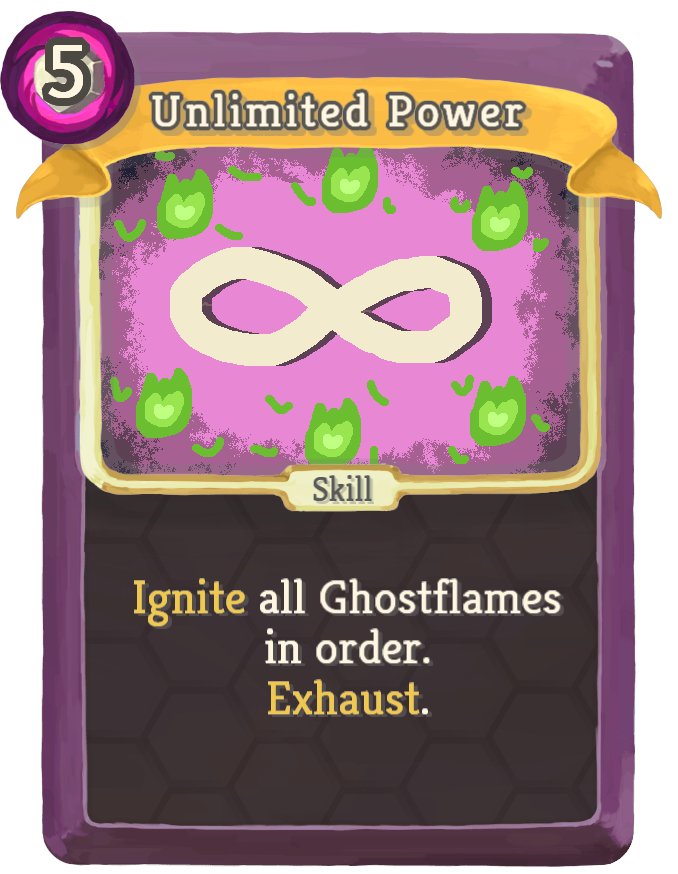 5
Unlimited Power
Skill
Ignite all Ghostflames
in order.
Exhaust.